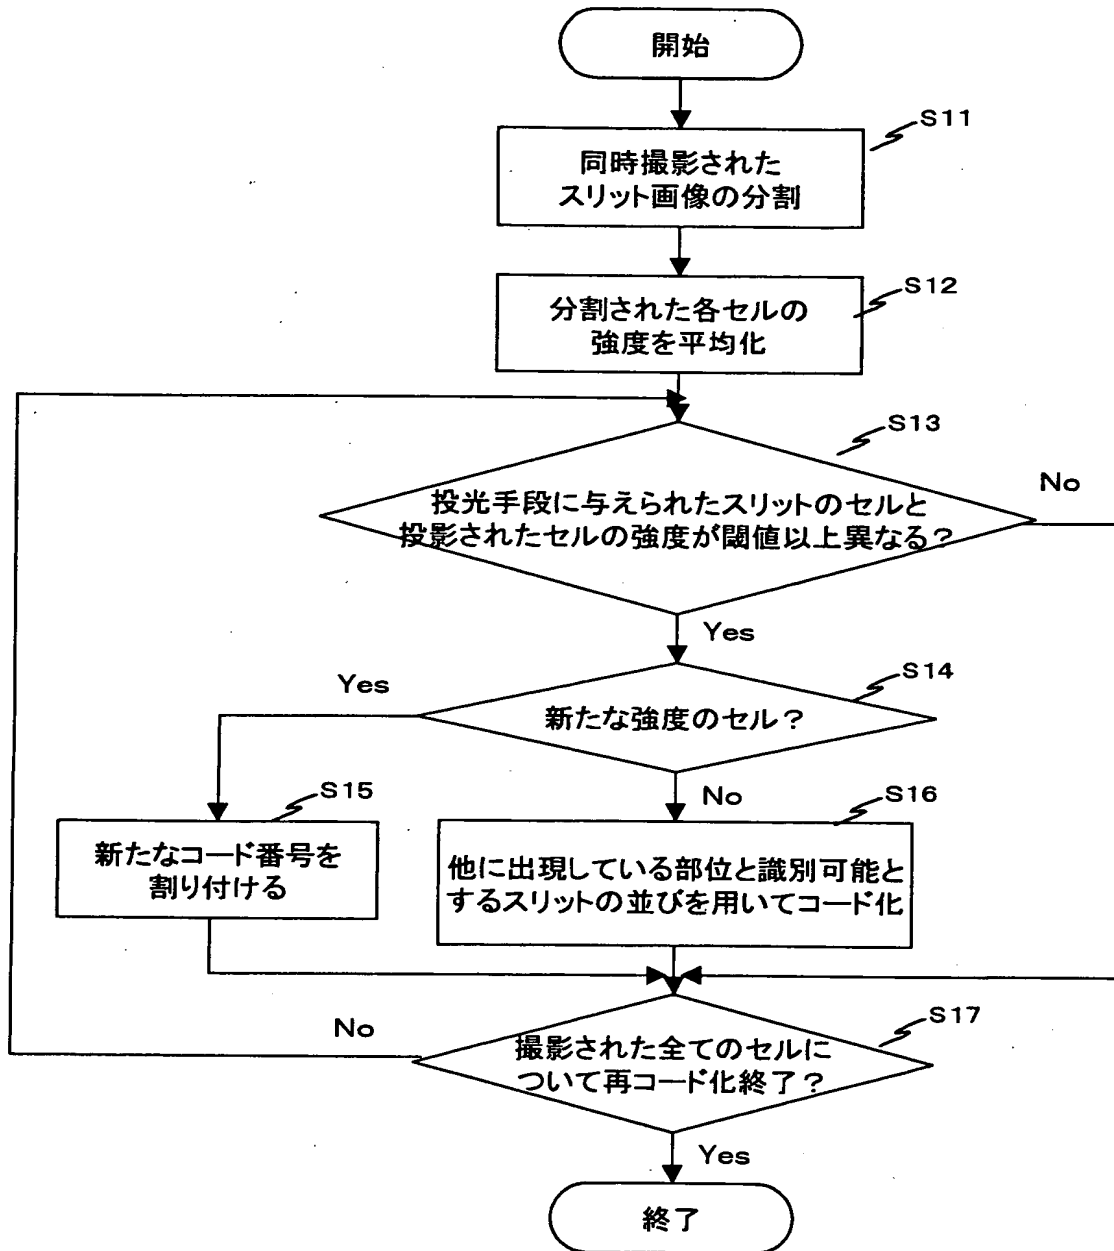 開始
S11
同時撮影された
スリット画像の分割
S12
分割された各セルの
強度を平均化
S13
No
投光手段に与えられたスリットのセルと
投影されたセルの強度が閾値以上異なる？
Yes
S14
Yes
新たな強度のセル？
No
S15
S16
新たなコード番号を
割り付ける
他に出現している部位と識別可能と
するスリットの並びを用いてコード化
S17
No
撮影された全てのセルに
ついて再コード化終了？
Yes
終了